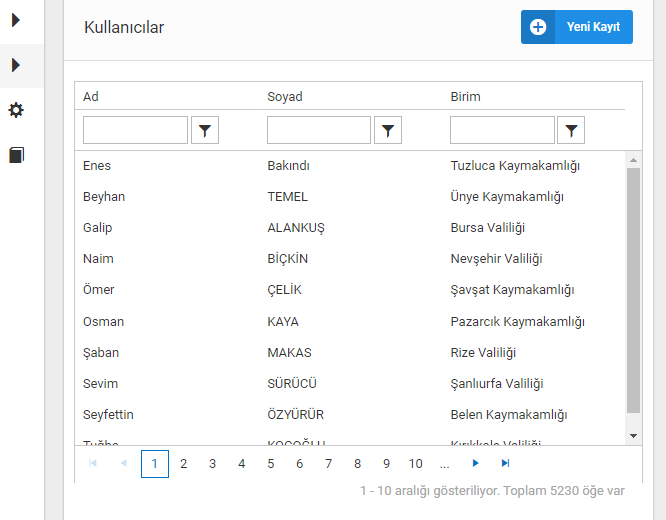 Kullanıcılar
Yeni Kayıt
Ad Soyad Birim
Enes Bakındı Tuzluca Kaymakamlığı
Beyhan TEMEL Ünye Kaymakamlığı
Galip ALANKUŞ Bursa Valiliği
Naim BİÇKİN Nevşehir Valiliği
Ömer ÇELİK Şavşat Kaymakamlığı
Osman KAYA Pazarcık Kaymakamlığı
Şaban MAKAS Rize Valiliği
Sevim SÜRÜCÜ Şanlıurfa Valiliği
Seyfettin ÖZYÜRÜR Belen Kaymakamlığı
Tuğba KOÇOĞLU Kırıkkale Valiliği
1 2 3 4 5 6 7 8 9 10 ...
1 - 10 aralığı gösteriliyor. Toplam 5230 öğe var